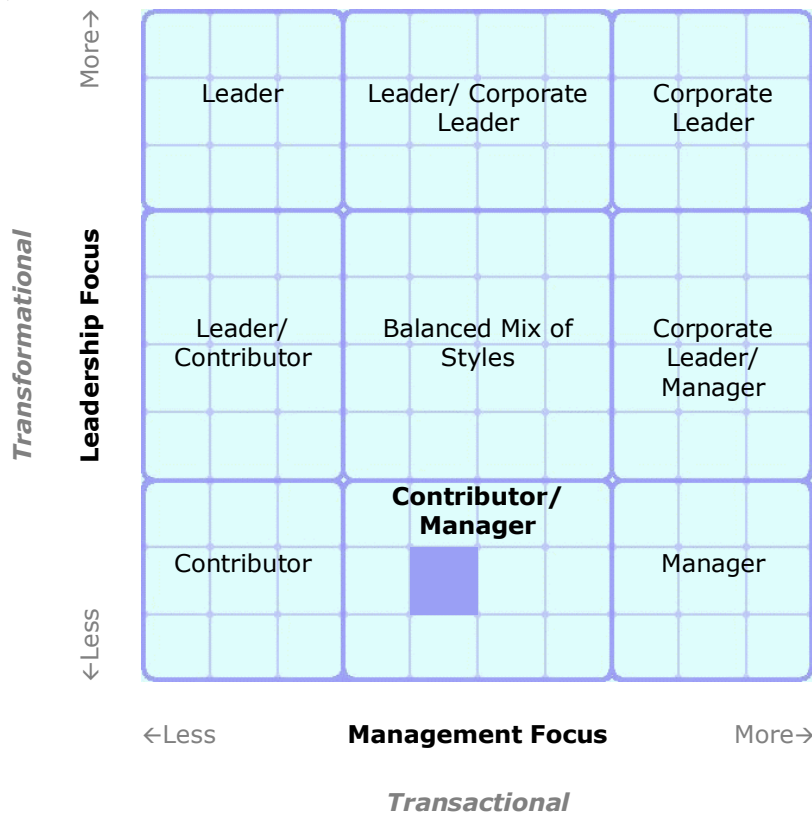 More→
Leader
Leader/ Corporate
Leader
Corporate
Leader
Transformational
Leadership Focus
Leader/
Contributor
Balanced Mix of
Styles
Corporate
Leader/
Manager
Contributor/
Manager
Contributor
Manager
←Less
←Less
Management Focus
More→
Transactional